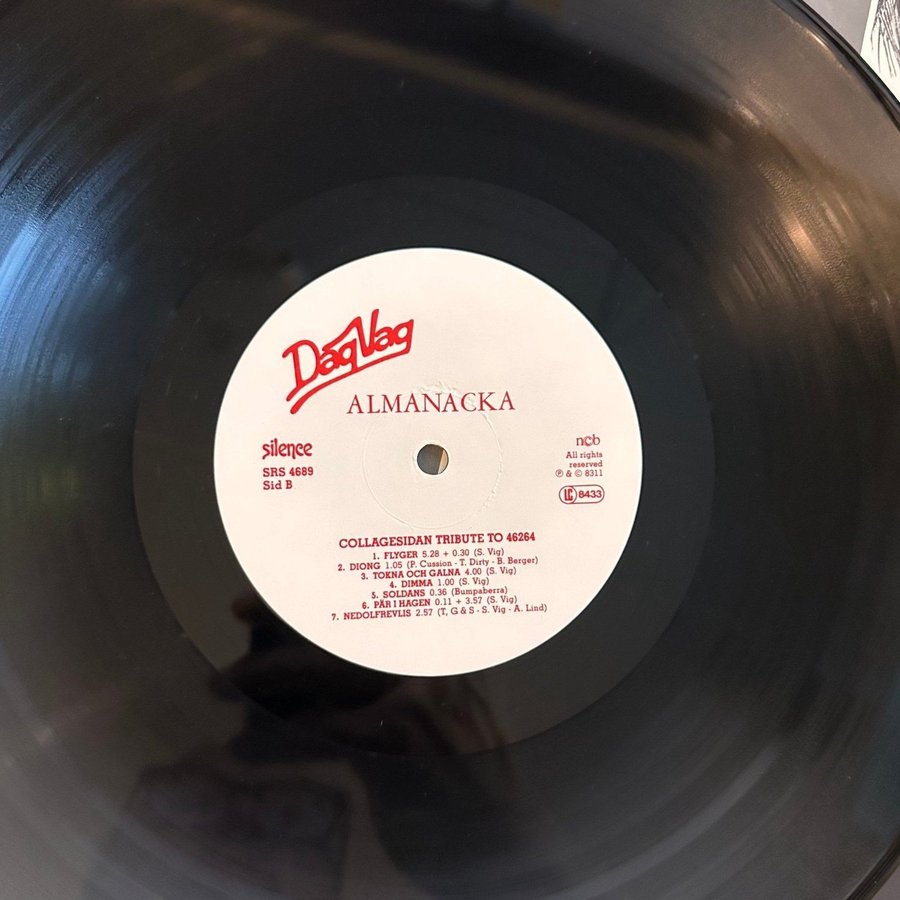 Dag Vag
ALMANACKA
silence
SRS 4689
Sid B
ncb
All rights
reserved
℗ & © 8311
LC 8433
COLLAGESIDAN TRIBUTE TO 46264
1. FLYGER 5.28 + 0.30 (S. Vig)
2. DIONG 1.05 (P. Cussion - T. Dirty - B. Berger)
3. TOKNA OCH GALNA 4.00 (S. Vig)
4. DIMMA 1.00 (S. Vig)
5. SOLDANS 0.36 (Bumpaberra)
6. PÄR I HAGEN 0.11 + 3.57 (S. Vig)
7. NEDOLFREVLIS 2.57 (T, G & S - S. Vig - A. Lind)